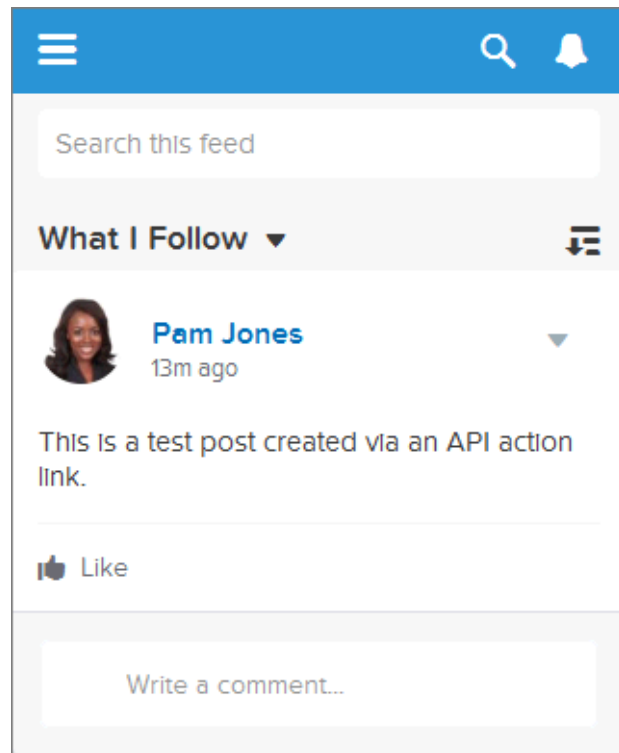 Search this feed
What I Follow
Pam Jones
13m ago
This is a test post created via an API action
link.
Like
Write a comment...